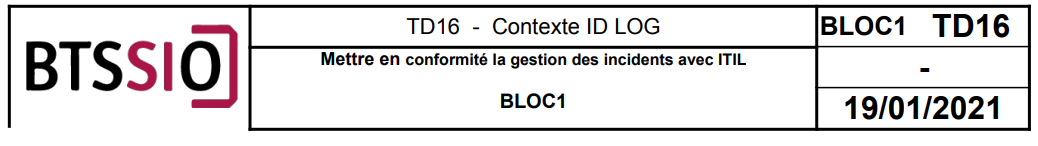 BTSSIO
TD16 - Contexte ID LOG
Mettre en conformité la gestion des incidents avec ITIL
BLOC1
BLOC1 TD16
-
19/01/2021